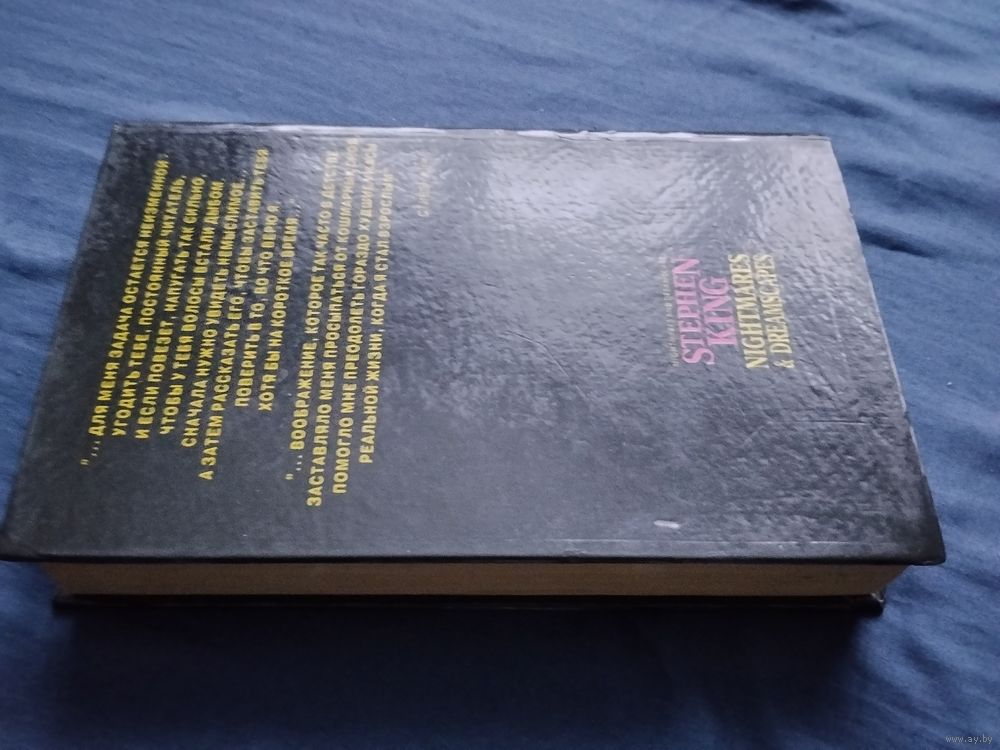 "... ДЛЯ МЕНЯ ЗАДАЧА ОСТАЕТСЯ НЕИЗМЕННОЙ.
УГОДИТЬ ТЕБЕ, ПОСТОЯННЫЙ ЧИТАТЕЛЬ,
И ЕСЛИ ПОВЕЗЕТ, НАПУГАТЬ ТАК СИЛЬНО,
ЧТОБЫ У ТЕБЯ ВОЛОСЫ ВСТАЛИ ДЫБОМ
СНАЧАЛА НУЖНО УВИДЕТЬ НЕМЫСЛИМОЕ...
А ЗАТЕМ РАССКАЗАТЬ ЕГО, ЧТОБЫ ЗАСТАВИТЬ ТЕБЯ
ПОВЕРИТЬ В ТО, ВО ЧТО ВЕРЮ Я.
ХОТЯ БЫ НА КОРОТКОЕ ВРЕМЯ...
"... ВООБРАЖЕНИЕ, КОТОРОЕ ТАК ЧАСТО В ДЕТСТВЕ
ЗАСТАВЛЯЛО МЕНЯ ПРОСЫПАТЬСЯ ОТ КОШМАРНЫХ СНОВ
ПОМОГЛО МНЕ ПРЕОДОЛЕТЬ ГОРАЗДО ХУДШИЕ УЖАСЫ
РЕАЛЬНОЙ ЖИЗНИ, КОГДА Я СТАЛ ВЗРОСЛЫМ"
STEPHEN
KING
NIGHTMARES
& DREAMSCAPES
www.ay.by